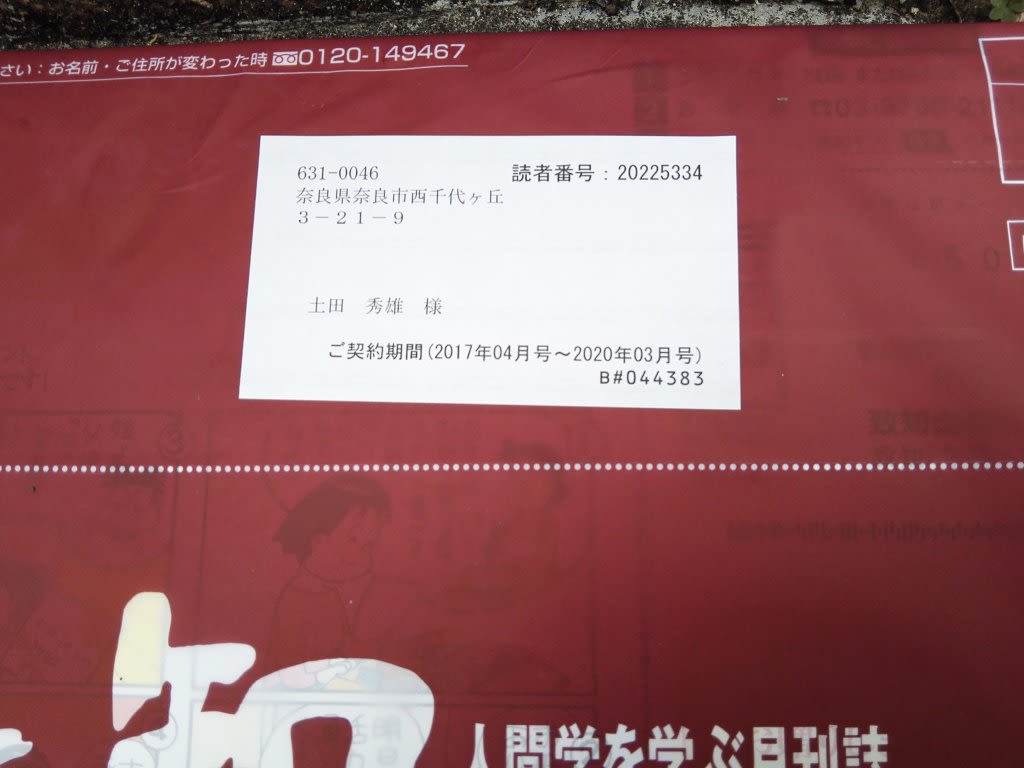 さい：お名前・ご住所が変わった時 0120-149467
631-0046
読者番号：20225334
奈良県奈良市西千代ヶ丘
３－２１－９
土田　秀雄　様
ご契約期間(2017年04月号～2020年03月号)
B#044383
知
人間学を学ぶ月刊誌